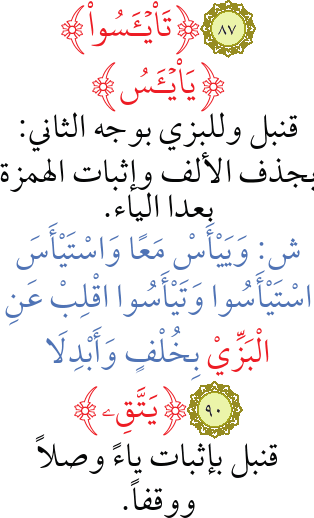 ٨٧ ﴿تَاْيْـَٔسُواْ﴾
﴿يَاْيْـَٔسُ﴾
قنبل وللبزي بوجه الثاني:
بجذف الألف وإثبات الهمزة
بعدا الياء.
ش: وَيَيْأَسْ مَعًا وَاسْتَيْأَسَ
اسْتَيْأَسُوا وَتَيْأَسُوا اقْلِبْ عَنِ
الْبَزِّيْ بِخُلْفٍ وَأَبْدِلَا
٩٠ ﴿يَتَّقِۦ﴾
قنبل بإثبات ياءً وصلاً
ووقفاً.